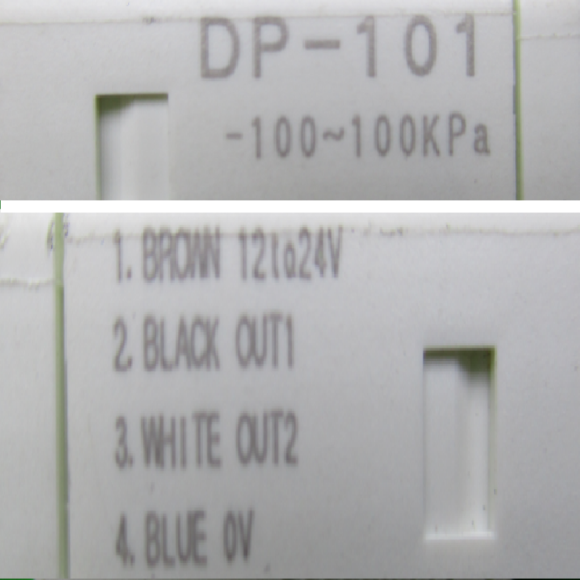 DP-101
-100~100KPa
1. BROWN 12to24V
2. BLACK OUT1
3. WHITE OUT2
4. BLUE 0V